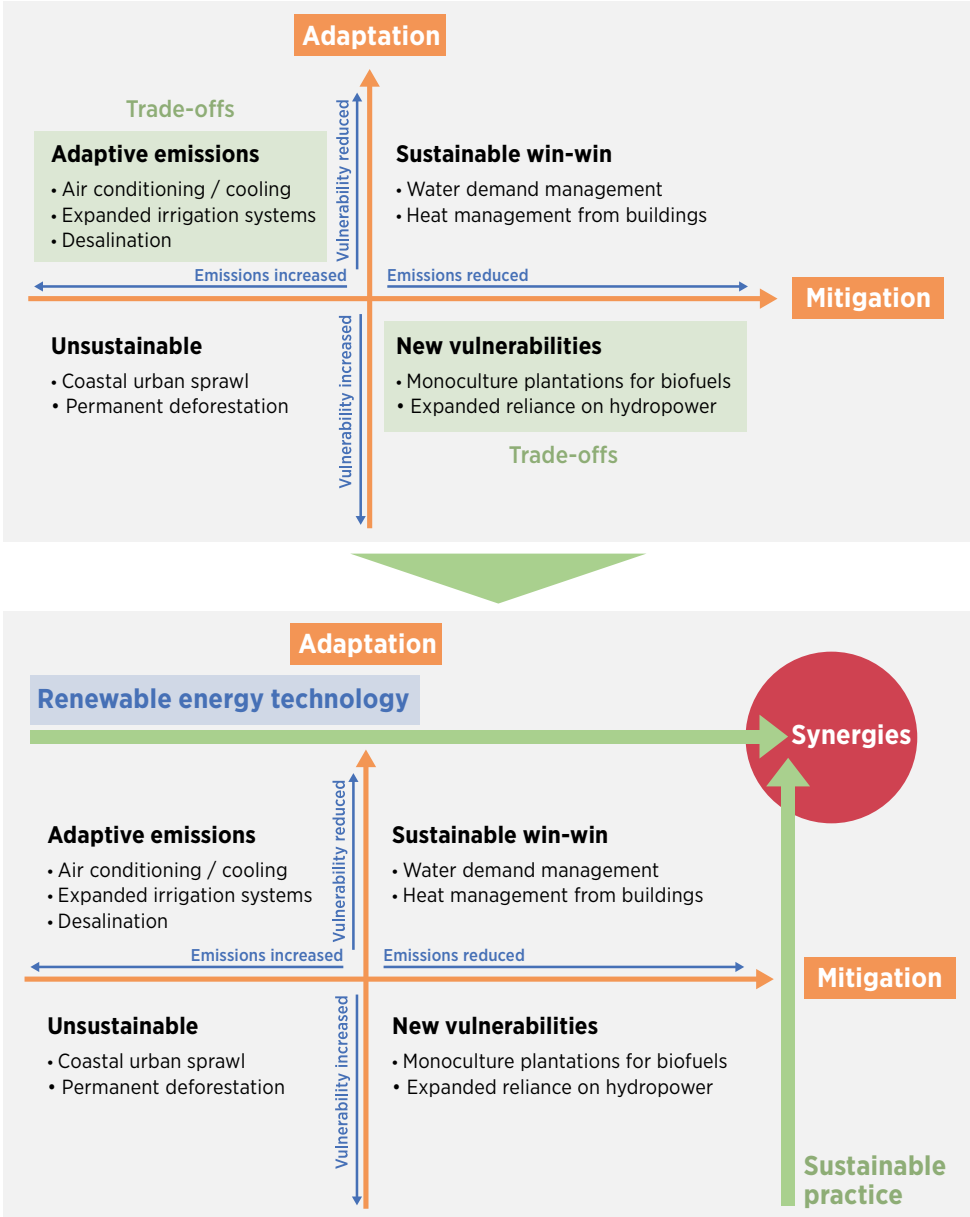 Adaptation
Trade-offs
Vulnerability reduced
Adaptive emissions
• Air conditioning / cooling
• Expanded irrigation systems
• Desalination
Sustainable win-win
• Water demand management
• Heat management from buildings
Emissions increased
Emissions reduced
Mitigation
Unsustainable
• Coastal urban sprawl
• Permanent deforestation
Vulnerability increased
New vulnerabilities
• Monoculture plantations for biofuels
• Expanded reliance on hydropower
Trade-offs
Adaptation
Renewable energy technology
Synergies
Vulnerability reduced
Adaptive emissions
• Air conditioning / cooling
• Expanded irrigation systems
• Desalination
Sustainable win-win
• Water demand management
• Heat management from buildings
Emissions increased
Emissions reduced
Mitigation
Unsustainable
• Coastal urban sprawl
• Permanent deforestation
Vulnerability increased
New vulnerabilities
• Monoculture plantations for biofuels
• Expanded reliance on hydropower
Sustainable
practice